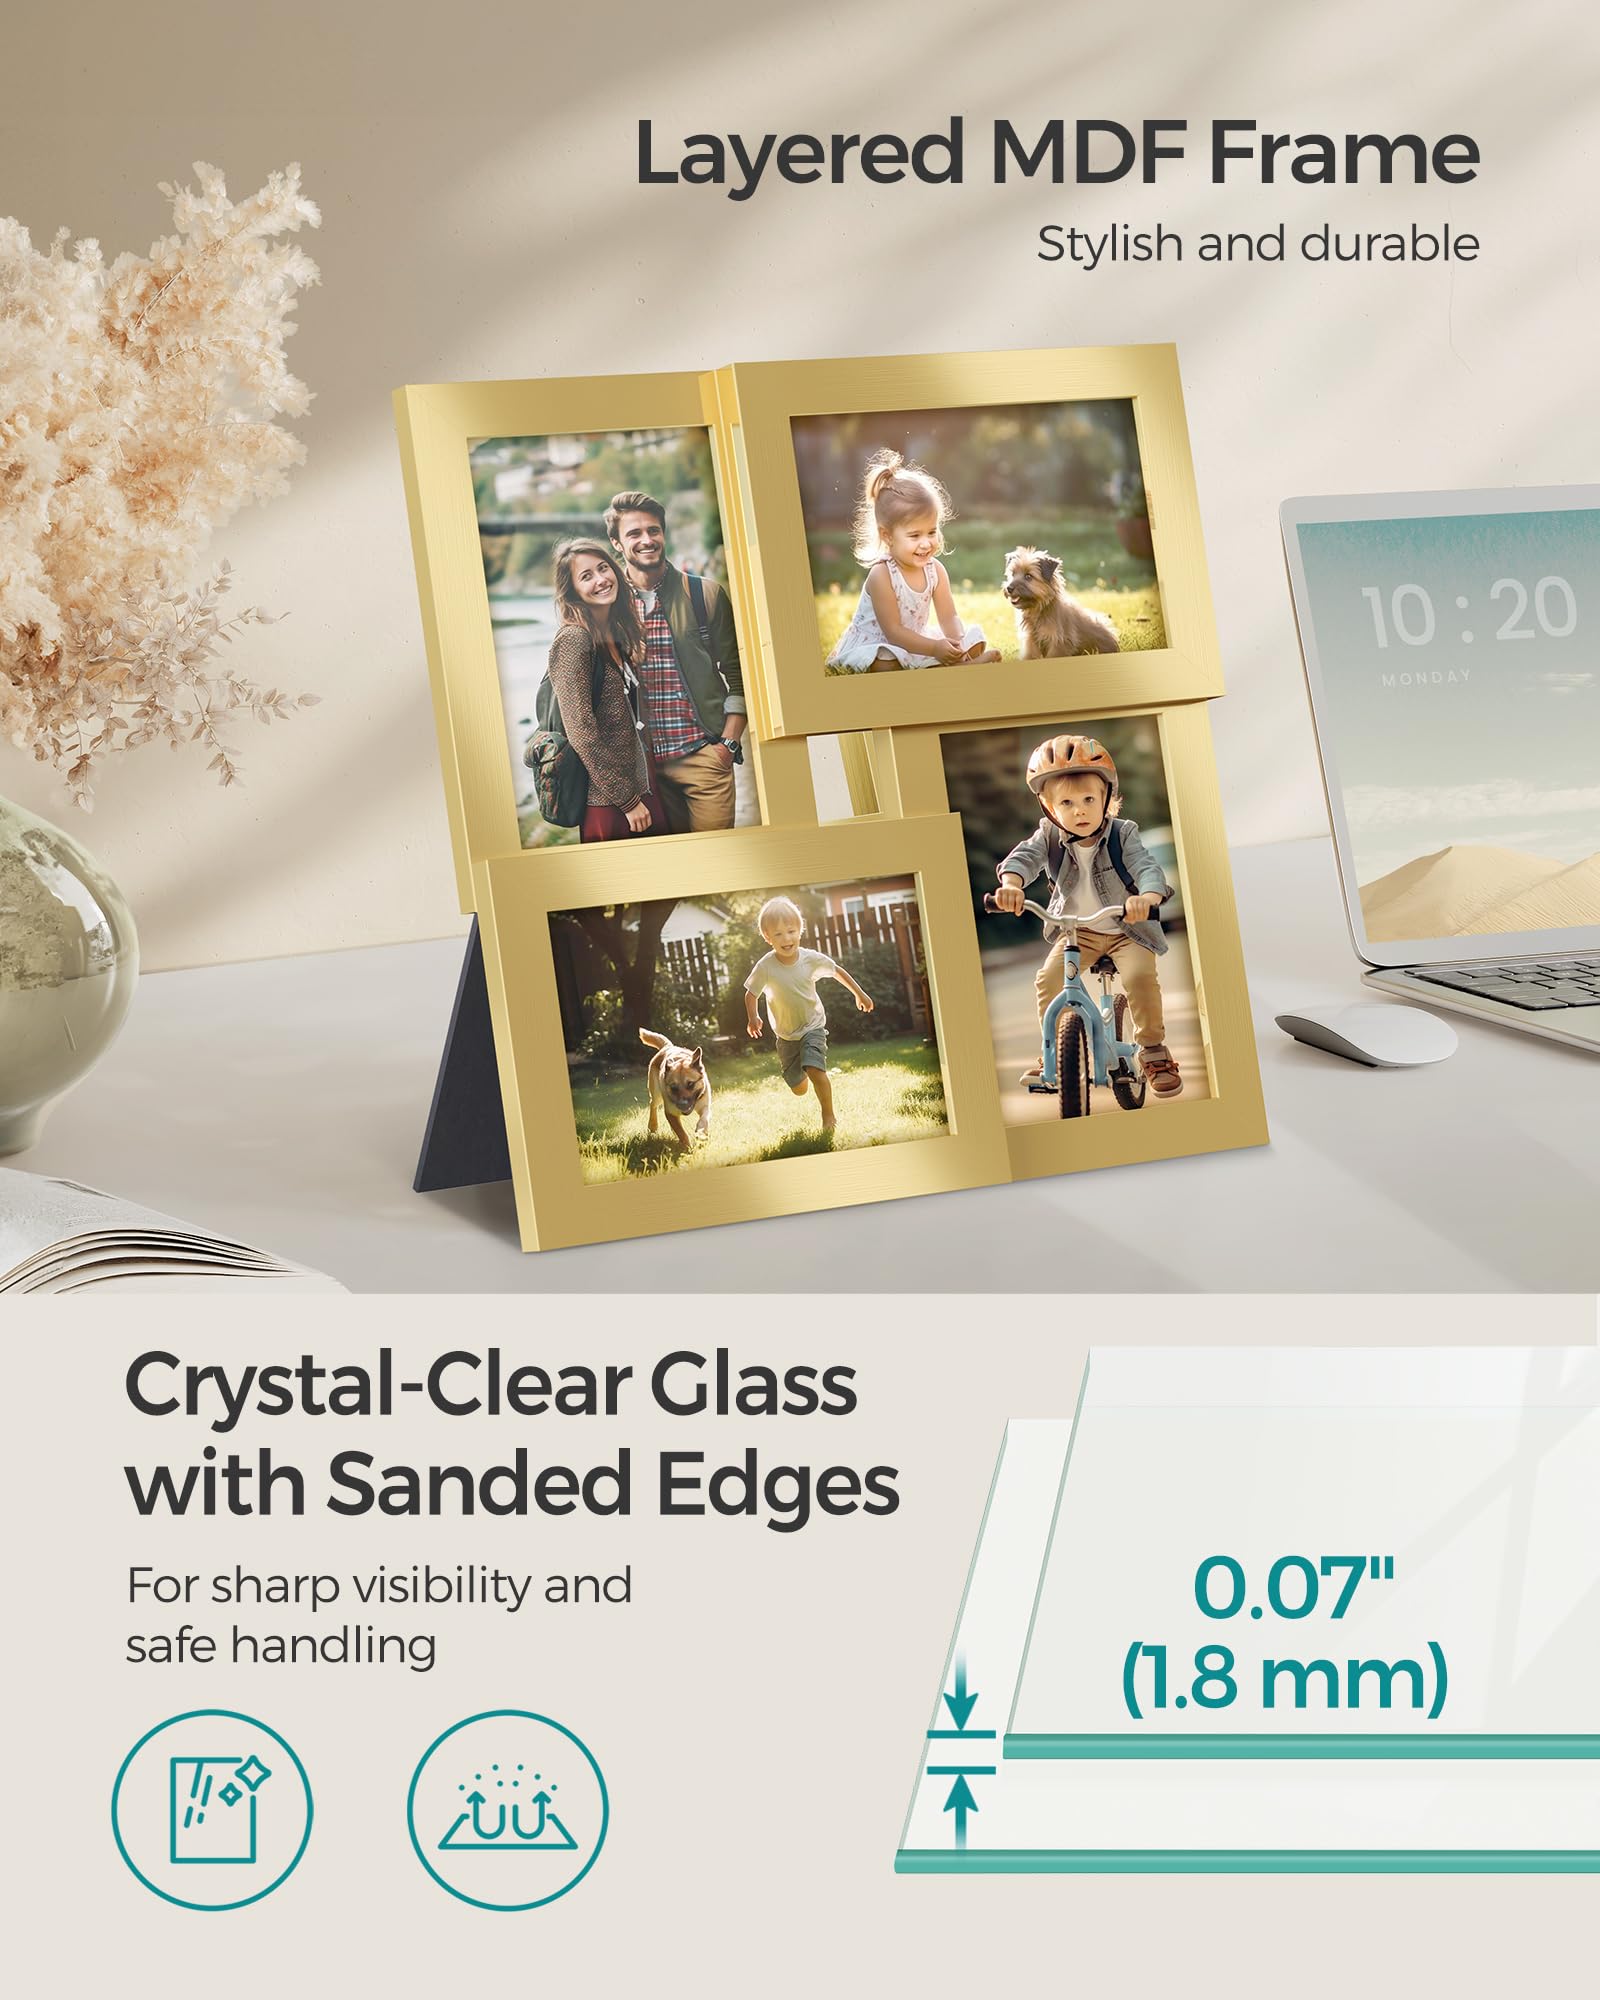 Layered MDF Frame
Stylish and durable
10 : 20
MONDAY
Crystal-Clear Glass
with Sanded Edges
For sharp visibility and
safe handling
0.07"
(1.8 mm)